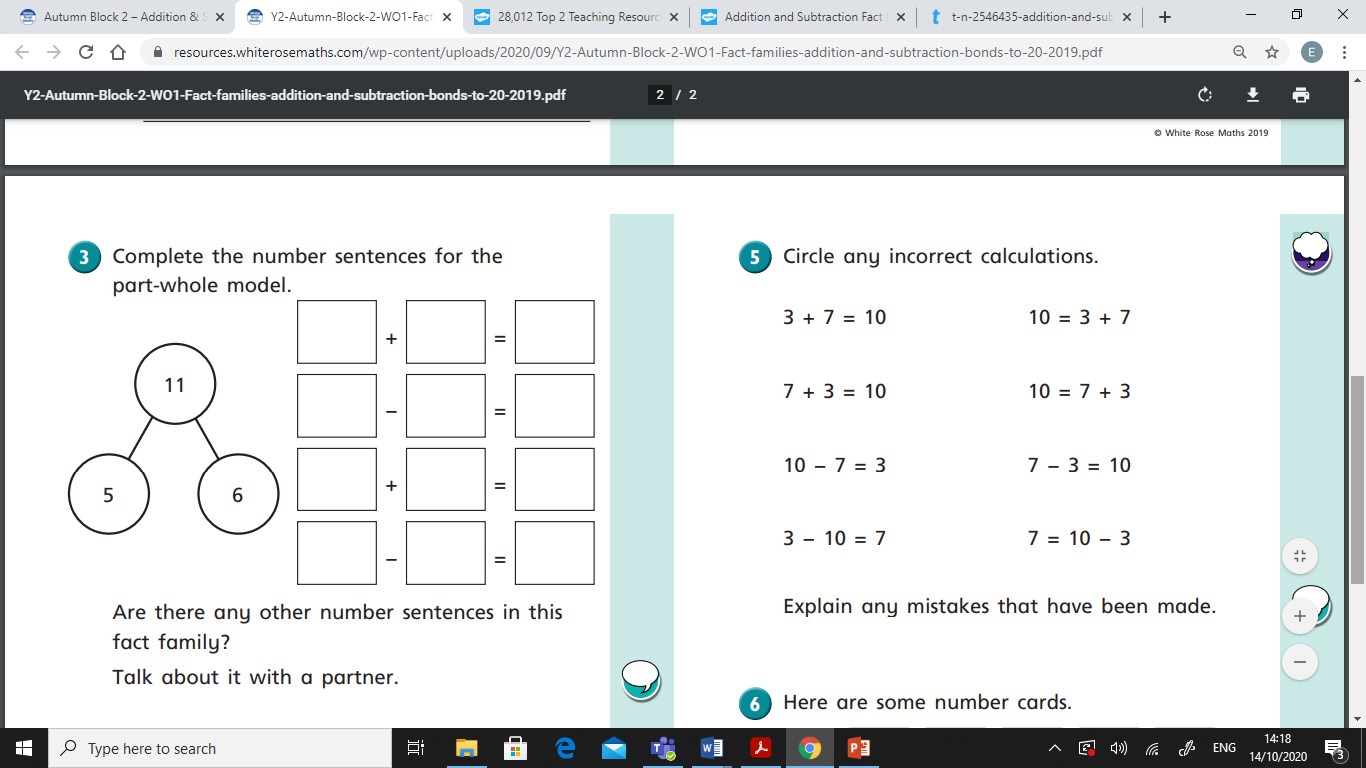 Autumn Block 2 – Addition & S
Y2-Autumn-Block-2-WO1-Fact
28,012 Top 2 Teaching Resourc
Addition and Subtraction Fact
t-n-2546435-addition-and-sub
resources.whiterosemaths.com/wp-content/uploads/2020/09/Y2-Autumn-Block-2-WO1-Fact-families-addition-and-subtraction-bonds-to-20-2019.pdf
E
Y2-Autumn-Block-2-WO1-Fact-families-addition-and-subtraction-bonds-to-20-2019.pdf
2 / 2
© White Rose Maths 2019
3 Complete the number sentences for the
part-whole model.
11
5 6
+ =
− =
+ =
− =
Are there any other number sentences in this
fact family?
Talk about it with a partner.
5 Circle any incorrect calculations.
3 + 7 = 10 10 = 3 + 7
7 + 3 = 10 10 = 7 + 3
10 − 7 = 3 7 − 3 = 10
3 − 10 = 7 7 = 10 − 3
Explain any mistakes that have been made.
6 Here are some number cards.
Type here to search
ENG
14:18
14/10/2020
3